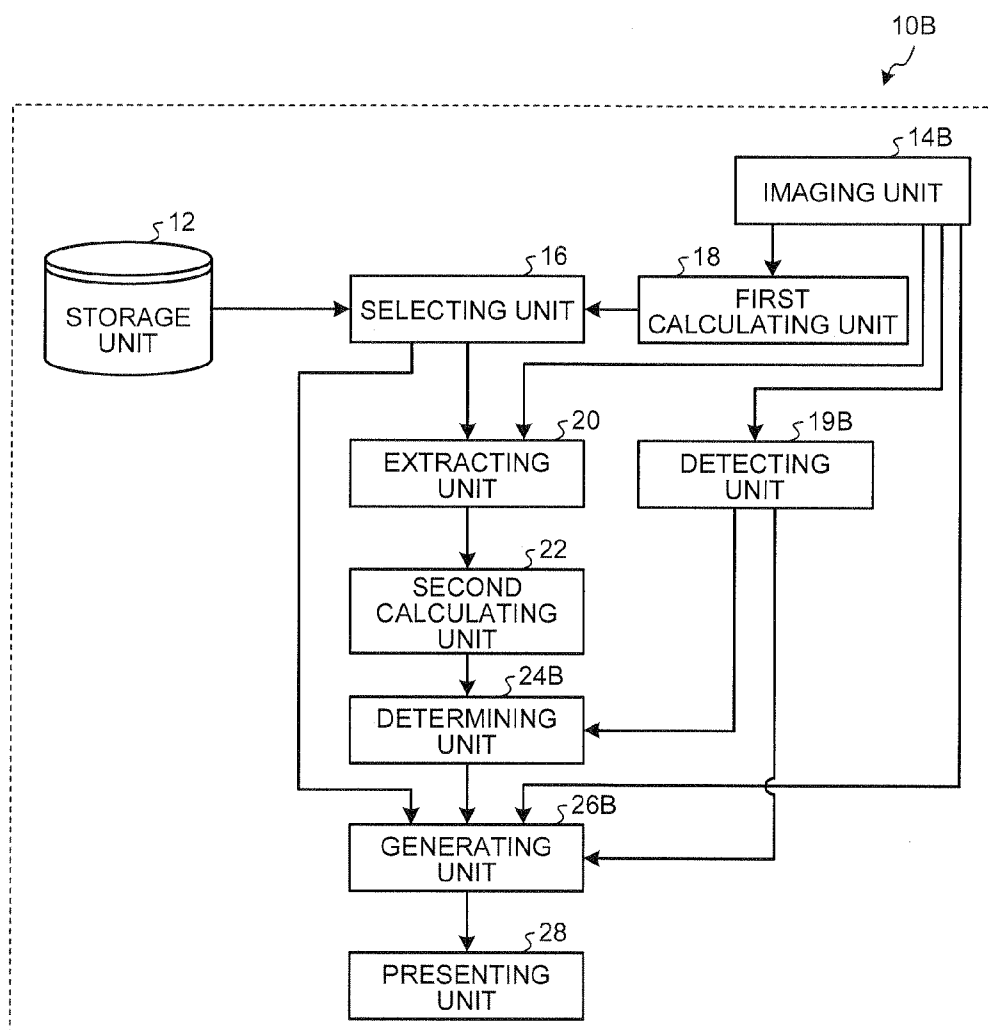 10B
14B
IMAGING UNIT
12
STORAGE
UNIT
16
SELECTING UNIT
18
FIRST
CALCULATING UNIT
20
EXTRACTING
UNIT
19B
DETECTING
UNIT
22
SECOND
CALCULATING
UNIT
24B
DETERMINING
UNIT
26B
GENERATING
UNIT
28
PRESENTING
UNIT